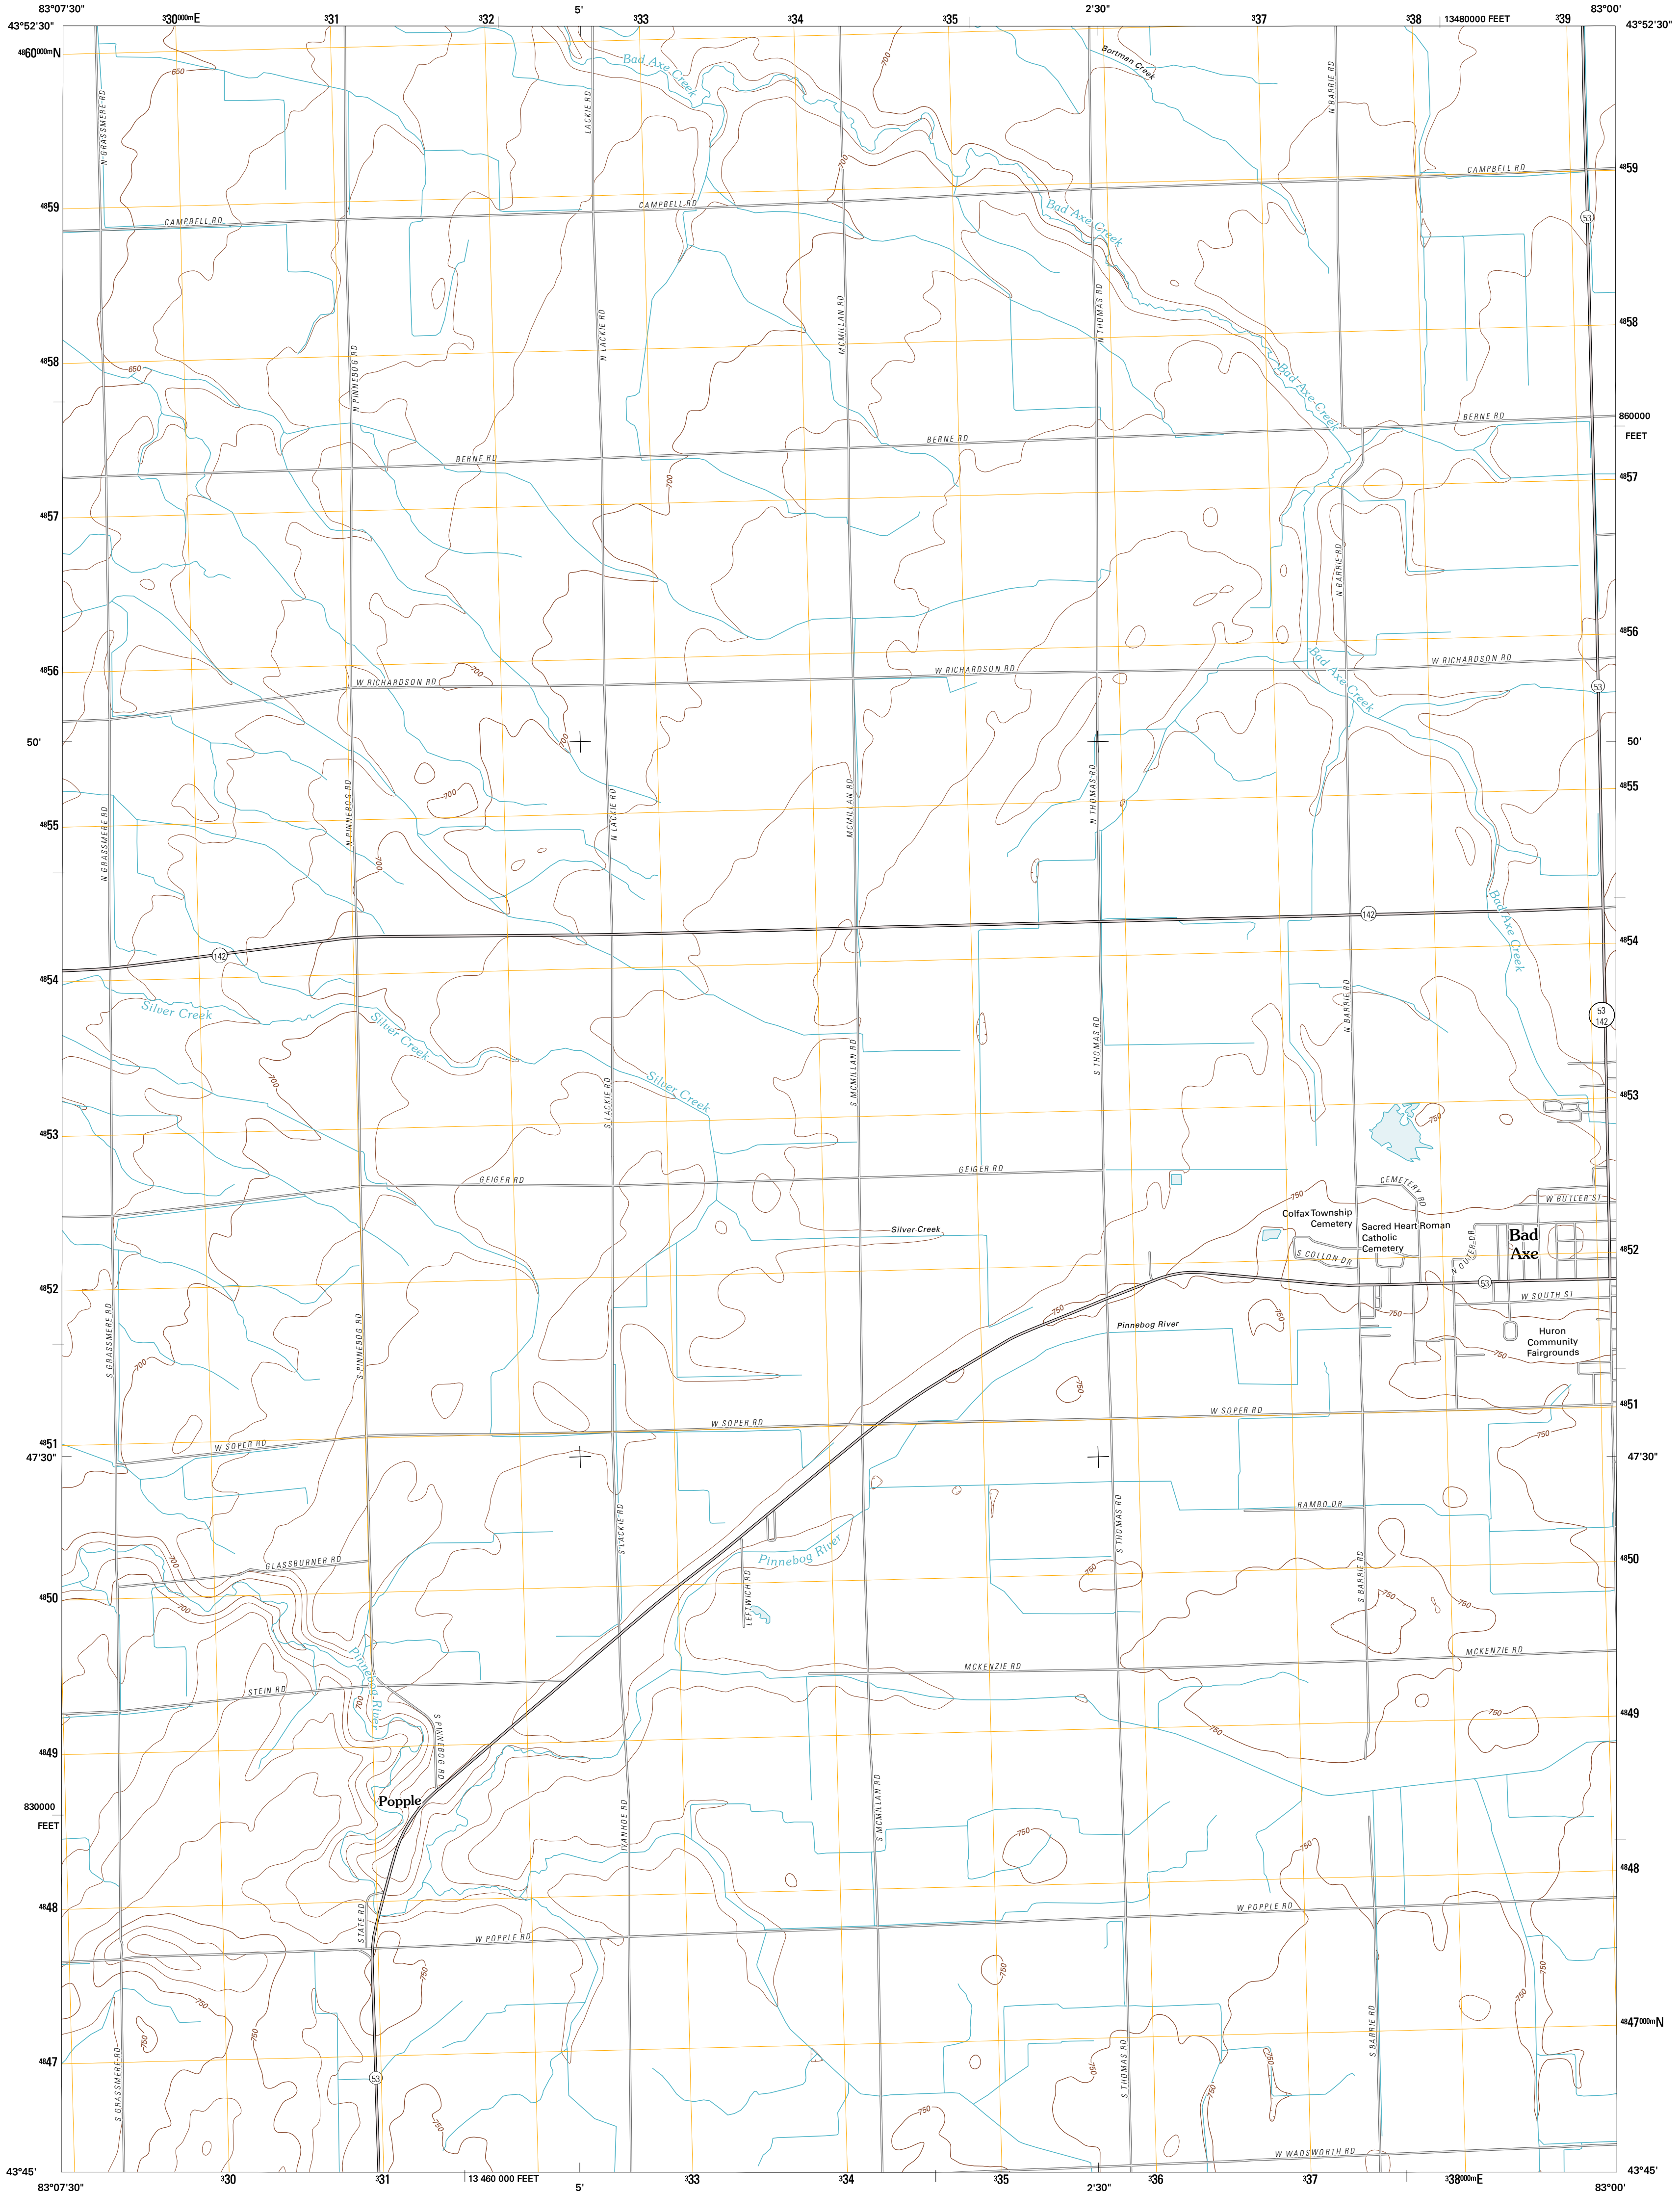 83°07'30"
³30⁰⁰⁰ᵐE
³31
³32
5'
³33
³34
³35
2'30"
³37
³38
13480000 FEET
³39
83°00'
43°52'30"
43°52'30"
⁴⁸60⁰⁰⁰ᵐN
650
Bad Axe Creek
700
Bortman Creek
N GRASSMERE RD
LACKIE RD
N BARRIE RD
700
⁴⁸59
CAMPBELL RD
⁴⁸59
CAMPBELL RD
CAMPBELL RD
Bad Axe Creek
53
MCMILLAN RD
N THOMAS RD
N LACKIE RD
⁴⁸58
⁴⁸58
650
N PINNEBOG RD
Bad Axe Creek
860000
FEET
BERNE RD
BERNE RD
BERNE RD
⁴⁸57
700
⁴⁸57
N BARRIE RD
⁴⁸56
⁴⁸56
W RICHARDSON RD
700
W RICHARDSON RD
W RICHARDSON RD
Bad Axe Creek
53
50'
700
50'
N GRASSMERE RD
N PINNEBOG RD
700
N LACKIE RD
MCMILLAN RD
N THOMAS RD
⁴⁸55
⁴⁸55
700
142
Bad Axe Creek
⁴⁸54
142
⁴⁸54
Silver Creek
Silver Creek
N BARRIE RD
53
142
700
Silver Creek
S LACKIE RD
S MCMILLAN RD
S THOMAS RD
⁴⁸53
⁴⁸53
750
GEIGER RD
GEIGER RD
CEMETERY RD
750
W BUTLER ST
Colfax Township
Cemetery
Sacred Heart Roman
Catholic
Cemetery
Silver Creek
Bad
Axe
N OUTER DR
S COLLON DR
⁴⁸52
⁴⁸52
53
W SOUTH ST
750
750
750
S GRASSMERE RD
S PINNEBOG RD
Pinnebog River
Huron
Community
Fairgrounds
750
700
750
⁴⁸51
W SOPER RD
W SOPER RD
W SOPER RD
⁴⁸51
750
47'30"
47'30"
S LACKIE RD
S THOMAS RD
RAMBO DR
Pinnebog River
700
GLASSBURNER RD
⁴⁸50
LEFTWICH RD
750
S BARRIE RD
⁴⁸50
700
750
750
Pinnebog River
MCKENZIE RD
MCKENZIE RD
STEIN RD
700
S PINNEBOG RD
750
750
⁴⁸49
⁴⁸49
Popple
830000
FEET
IVANHOE RD
S MCMILLAN RD
750
750
⁴⁸48
⁴⁸48
STATE RD
W POPPLE RD
W POPPLE RD
750
750
750
750
750
750
750
S GRASSMERE RD
S BARRIE RD
⁴⁸47⁰⁰⁰ᵐN
⁴⁸47
53
S THOMAS RD
750
750
750
750
750
W WADSWORTH RD
43°45'
43°45'
83°07'30"
³30
³31
13 460 000 FEET
5'
³33
³34
³35
2'30"
³36
³37
³38⁰⁰⁰ᵐE
83°00'